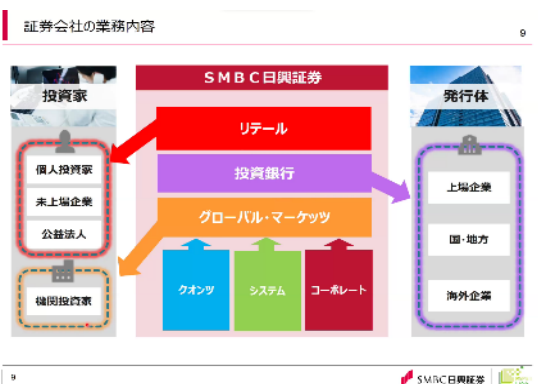 証券会社の業務内容
9
投資家
個人投資家
未上場企業
公益法人
機関投資家
SMBC日興証券
リテール
投資銀行
グローバル・マーケッツ
クオンツ
システム
コーポレート
発行体
上場企業
国・地方
海外企業
9
SMBC日興証券